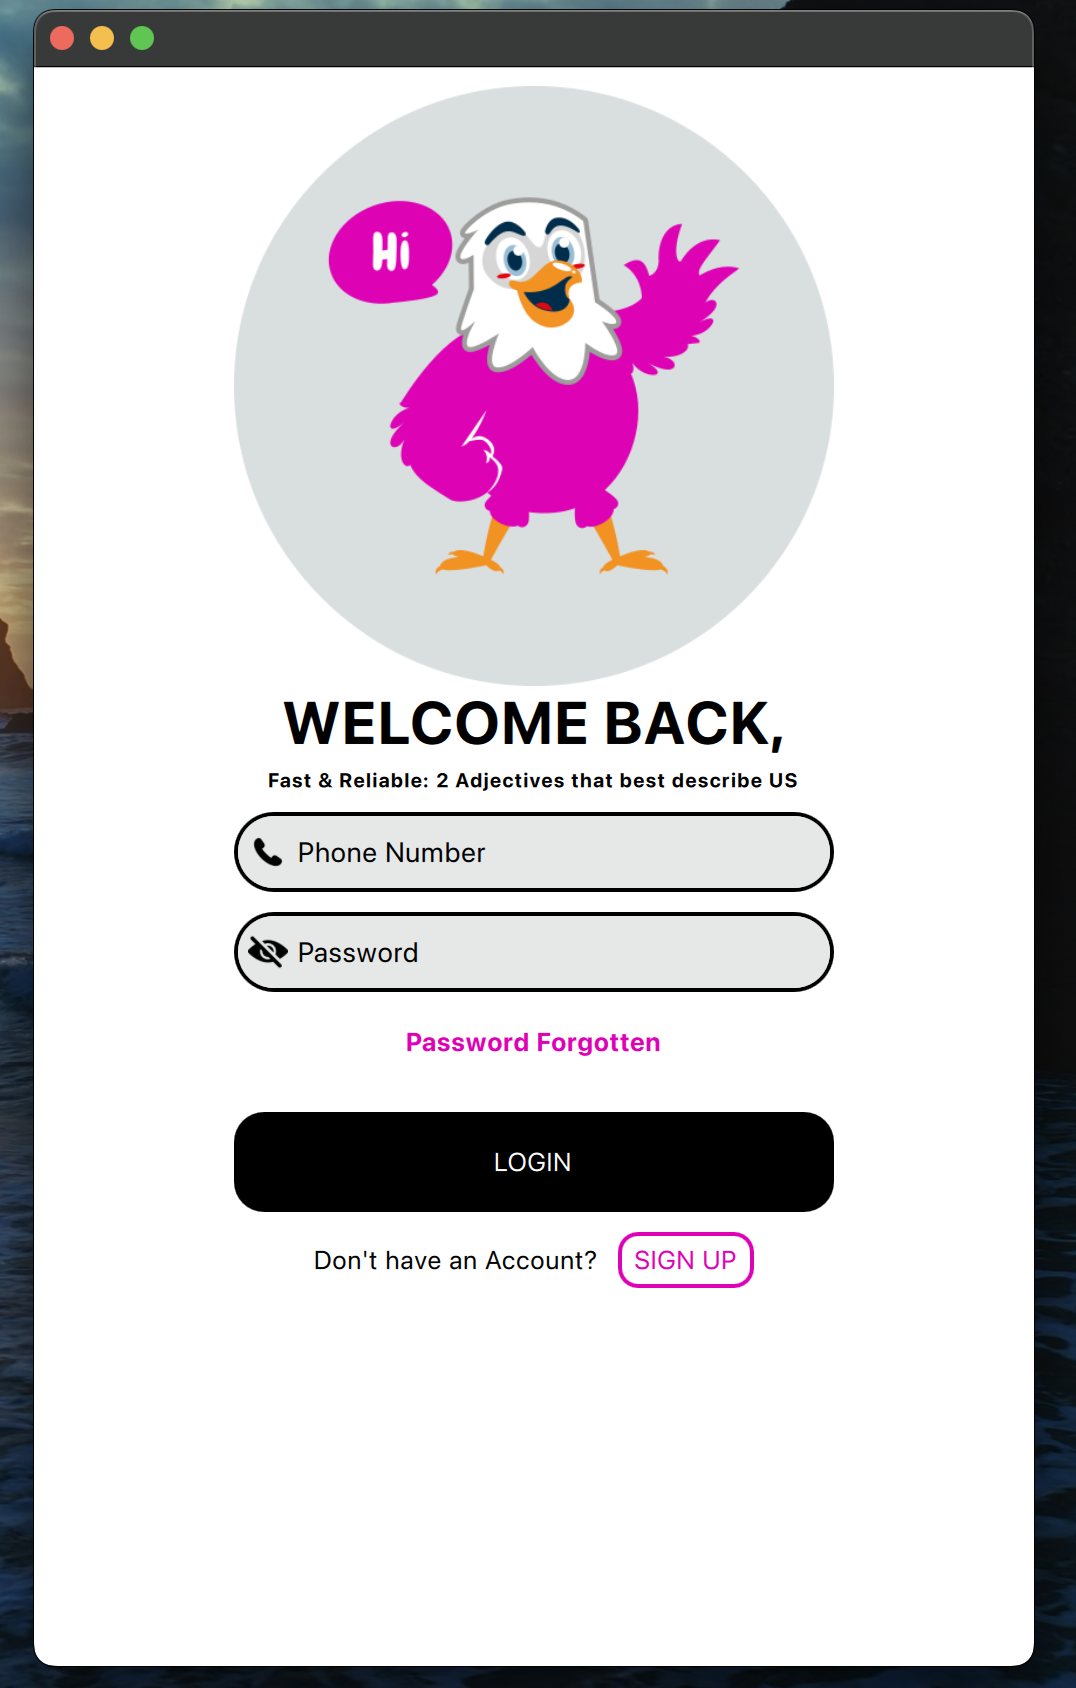 Hi
WELCOME BACK,
Fast & Reliable: 2 Adjectives that best describe US
Phone Number
Password
Password Forgotten
LOGIN
Don't have an Account? SIGN UP